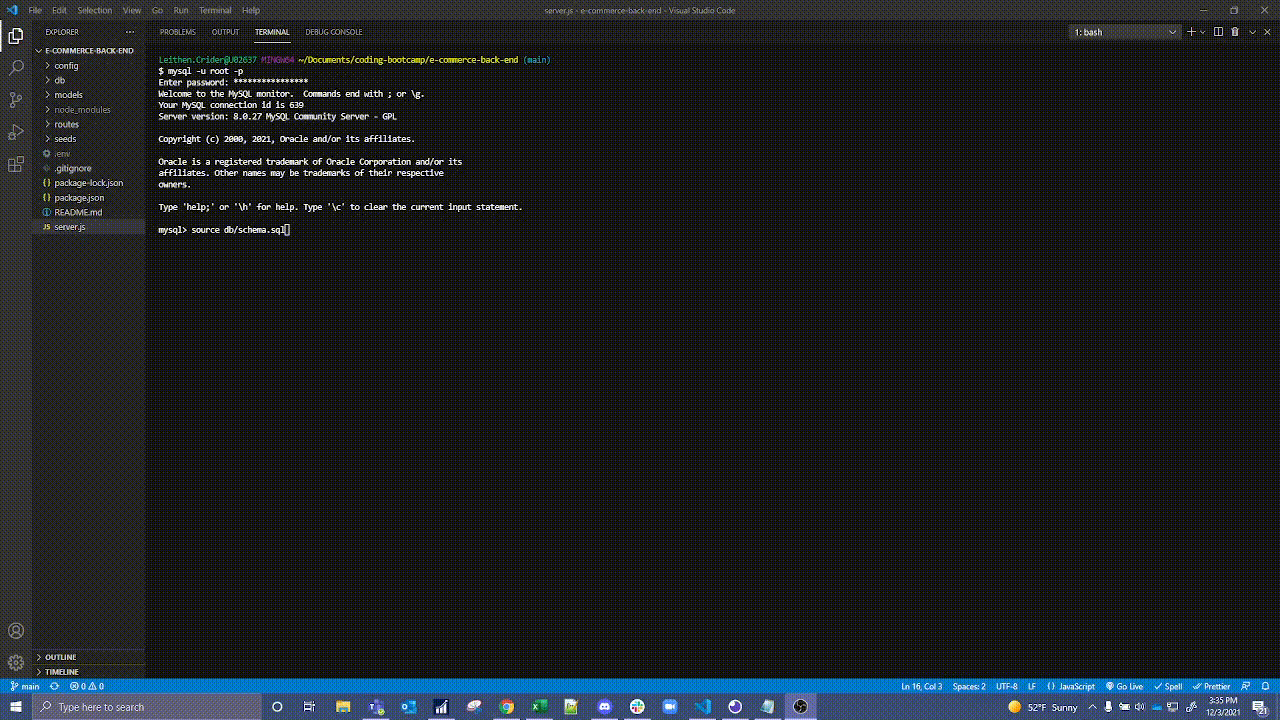 File Edit Selection View Go Run Terminal Help
server.js - e-commerce-back-end - Visual Studio Code
EXPLORER
E-COMMERCE-BACK-END
config
db
models
node_modules
routes
seeds
.env
.gitignore
package-lock.json
package.json
README.md
JS server.js
OUTLINE
TIMELINE
PROBLEMS OUTPUT TERMINAL DEBUG CONSOLE
1: bash
Leithen.Crider@U02637 MINGW64 ~/Documents/coding-bootcamp/e-commerce-back-end (main)
$ mysql -u root -p
Enter password: ***************
Welcome to the MySQL monitor.  Commands end with ; or \g.
Your MySQL connection id is 639
Server version: 8.0.27 MySQL Community Server - GPL
Copyright (c) 2000, 2021, Oracle and/or its affiliates.
Oracle is a registered trademark of Oracle Corporation and/or its
affiliates. Other names may be trademarks of their respective
owners.
Type 'help;' or '\h' for help. Type '\c' to clear the current input statement.
mysql> source db/schema.sql
main 0 0
Ln 16, Col 3 Spaces: 2 UTF-8 LF {} JavaScript Go Live Spell Prettier
Type here to search
52°F Sunny
3:35 PM
12/3/2021